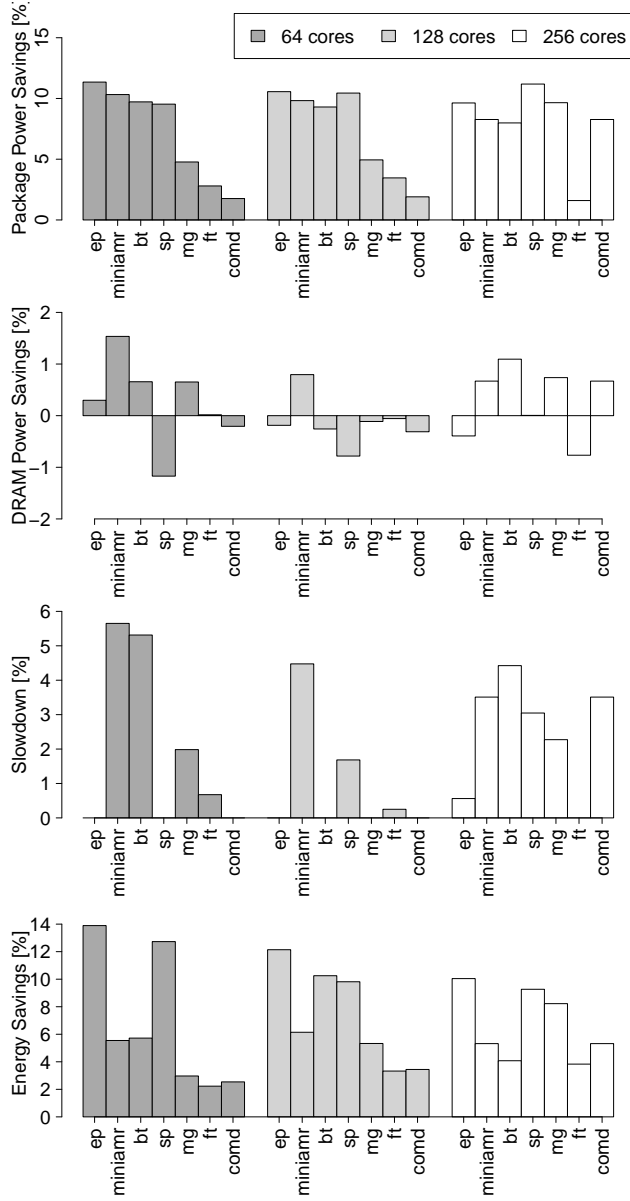 64 cores 128 cores 256 cores
Package Power Savings [%]
15
10
5
0
ep miniamr bt sp mg ft comd ep miniamr bt sp mg ft comd ep miniamr bt sp mg ft comd
DRAM Power Savings [%]
2
1
0
−1
−2
ep miniamr bt sp mg ft comd ep miniamr bt sp mg ft comd ep miniamr bt sp mg ft comd
Slowdown [%]
6
5
4
3
2
1
0
ep miniamr bt sp mg ft comd ep miniamr bt sp mg ft comd ep miniamr bt sp mg ft comd
Energy Savings [%]
14
12
10
8
6
4
2
0
ep miniamr bt sp mg ft comd ep miniamr bt sp mg ft comd ep miniamr bt sp mg ft comd